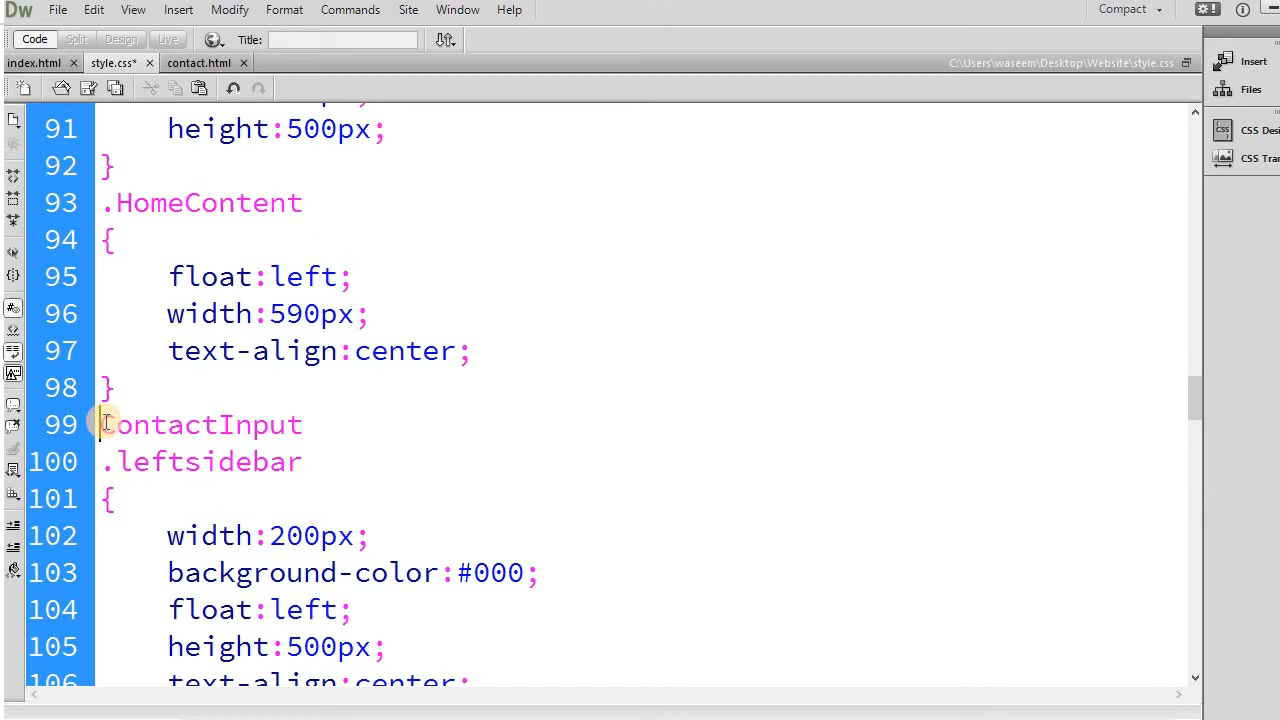 Dw File Edit View Insert Modify Format Commands Site Window Help Compact
Code Split Design Live Title:
index.html style.css* contact.html C:\Users\waseem\Desktop\Website\style.css
Insert
Files
CSS Des
CSS Tran
91 height:500px;
92 }
93 .HomeContent
94 {
95 float:left;
96 width:590px;
97 text-align:center;
98 }
99 ContactInput
100 .leftsidebar
101 {
102 width:200px;
103 background-color:#000;
104 float:left;
105 height:500px;
106 text-align:center;